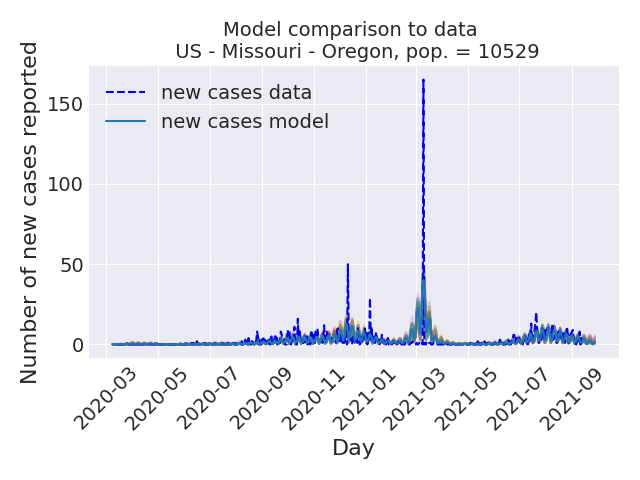 Model comparison to data
US - Missouri - Oregon, pop. = 10529
Number of new cases reported
150
100
50
0
new cases data
new cases model
2020-03
2020-05
2020-07
2020-09
2020-11
2021-01
2021-03
2021-05
2021-07
2021-09
Day